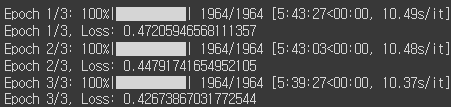 Epoch 1/3: 100%|██████████| 1964/1964 [5:43:27<00:00, 10.49s/it]
Epoch 1/3, Loss: 0.47205946568111357
Epoch 2/3: 100%|██████████| 1964/1964 [5:43:03<00:00, 10.48s/it]
Epoch 2/3, Loss: 0.44791741654952105
Epoch 3/3: 100%|██████████| 1964/1964 [5:39:27<00:00, 10.37s/it]
Epoch 3/3, Loss: 0.42673867031772544